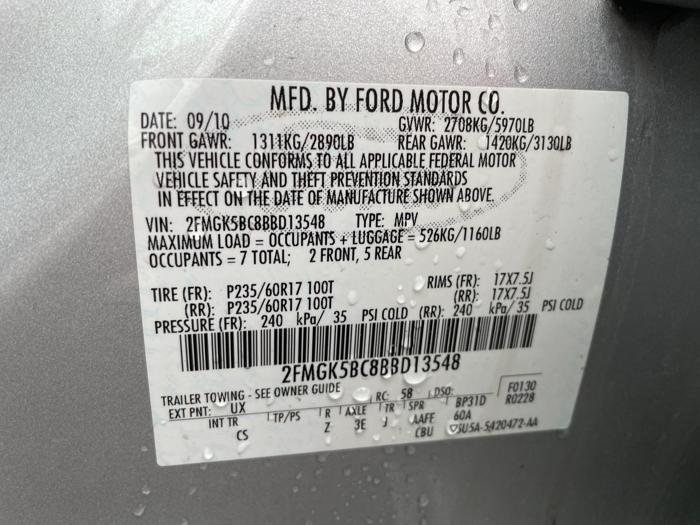 MFD. BY FORD MOTOR CO.
DATE: 09/10 GVWR: 2708KG/5970LB
FRONT GAWR: 1311KG/2890LB REAR GAWR: 1420KG/3130LB
THIS VEHICLE CONFORMS TO ALL APPLICABLE FEDERAL MOTOR
VEHICLE SAFETY AND THEFT PREVENTION STANDARDS
IN EFFECT ON THE DATE OF MANUFACTURE SHOWN ABOVE.
VIN: 2FMGK5BC8BBD13548 TYPE: MPV
MAXIMUM LOAD = OCCUPANTS + LUGGAGE = 526KG/1160LB
OCCUPANTS = 7 TOTAL; 2 FRONT, 5 REAR
TIRE (FR): P235/60R17 100T RIMS (FR): 17X7.5J
(RR): P235/60R17 100T (RR): 17X7.5J
PRESSURE (FR): 240 kPa/ 35 PSI COLD (RR): 240 kPa/ 35 PSI COLD
2FMGK5BC8BBD13548
TRAILER TOWING - SEE OWNER GUIDE RC: 58 DSO: F0130
EXT PNT: UX BP31D R0228
INT TR TP/PS R AXLE TR SPR 60A
CS Z 3E J AAFE
CBU 5U5A-5420472-AA